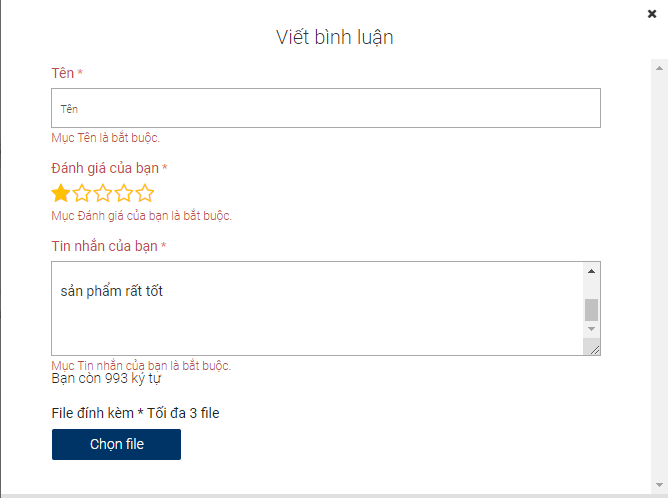 Viết bình luận
Tên *
Tên
Mục Tên là bắt buộc.
Đánh giá của bạn *
Mục Đánh giá của bạn là bắt buộc.
Tin nhắn của bạn *
sản phẩm rất tốt
Mục Tin nhắn của bạn là bắt buộc.
Bạn còn 993 ký tự
File đính kèm * Tối đa 3 file
Chọn file